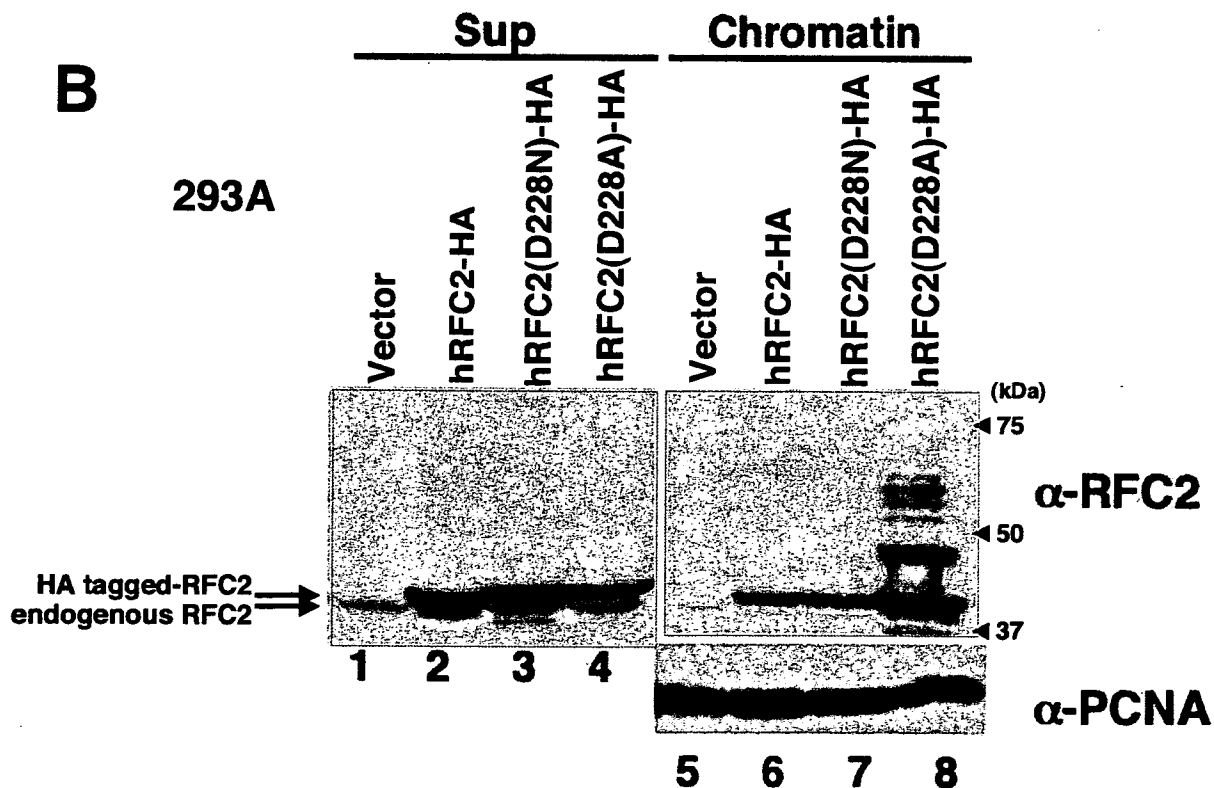 B
Sup
Chromatin
293A
Vector
hRFC2-HA
hRFC2(D228N)-HA
hRFC2(D228A)-HA
Vector
hRFC2-HA
hRFC2(D228N)-HA
hRFC2(D228A)-HA
(kDa)
75
α-RFC2
50
HA tagged-RFC2
endogenous RFC2
37
1 2 3 4
α-PCNA
5 6 7 8